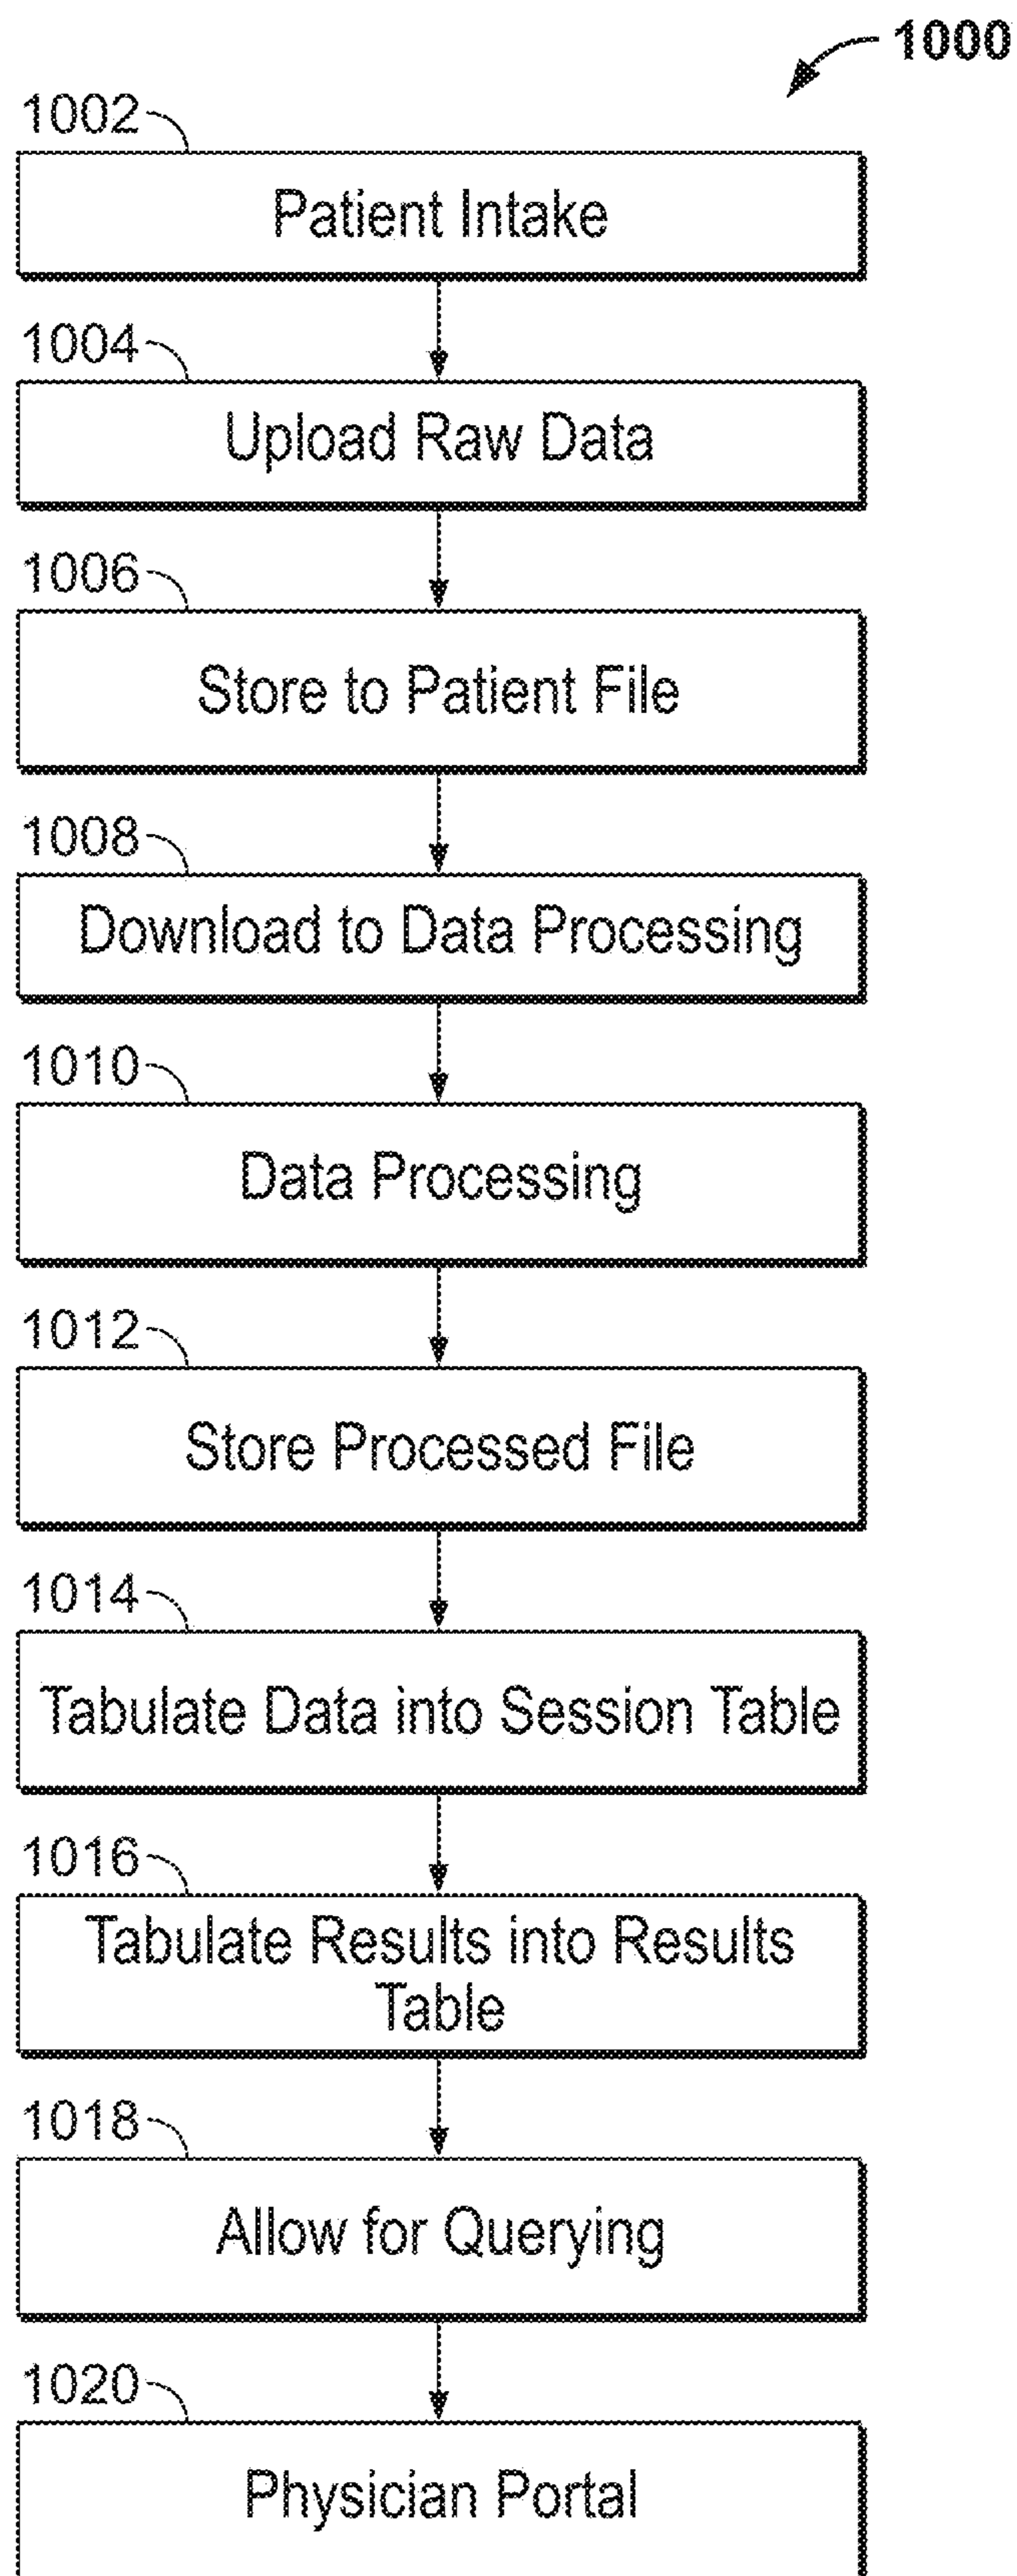 1000
1002
Patient Intake
1004
Upload Raw Data
1006
Store to Patient File
1008
Download to Data Processing
1010
Data Processing
1012
Store Processed File
1014
Tabulate Data into Session Table
1016
Tabulate Results into Results
Table
1018
Allow for Querying
1020
Physician Portal